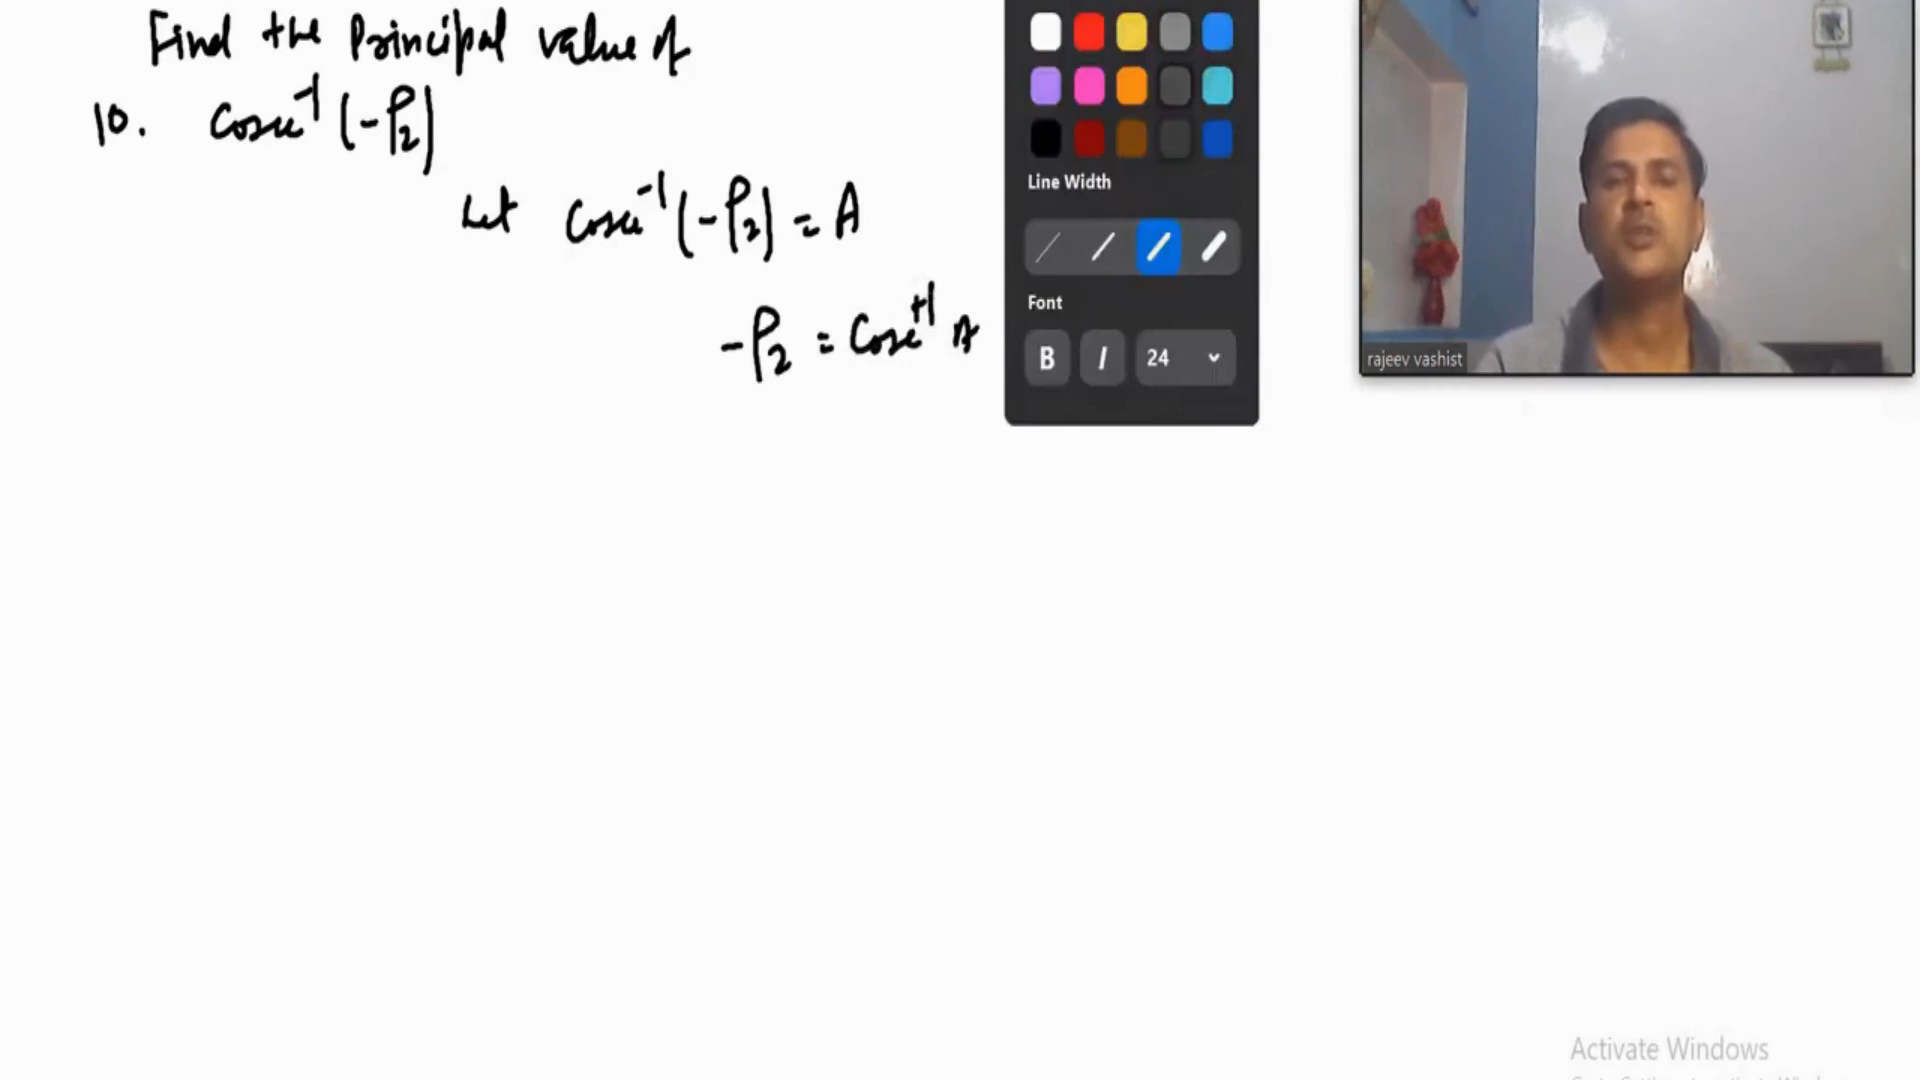 Find the Principal value of
10. Cosec⁻¹ (-√2)
Let Cosec⁻¹ (-√2) = A
-√2 = Cosec⁺¹ A
Line Width
Font
B I 24
rajeev vashist
Activate Windows